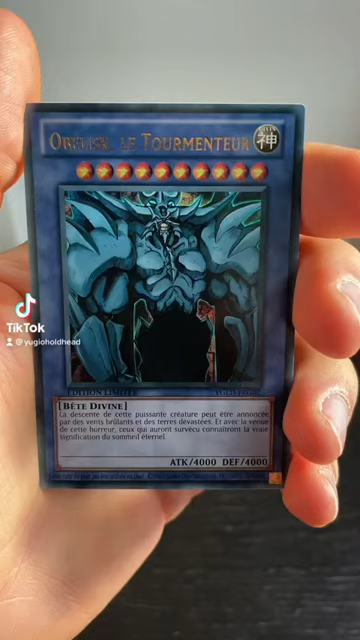 OBELISK, LE TOURMENTEUR
神
TikTok
@yugioholdhead
EDITION LIMITÉE
[BÊTE DIVINE]
La descente de cette puissante créature peut être annoncée
par des vents brûlants et des terres dévastées. Et avec la venue
de cette horreur, ceux qui auront survécu connaîtront la vraie
signification du sommeil éternel.
ATK/4000 DEF/4000